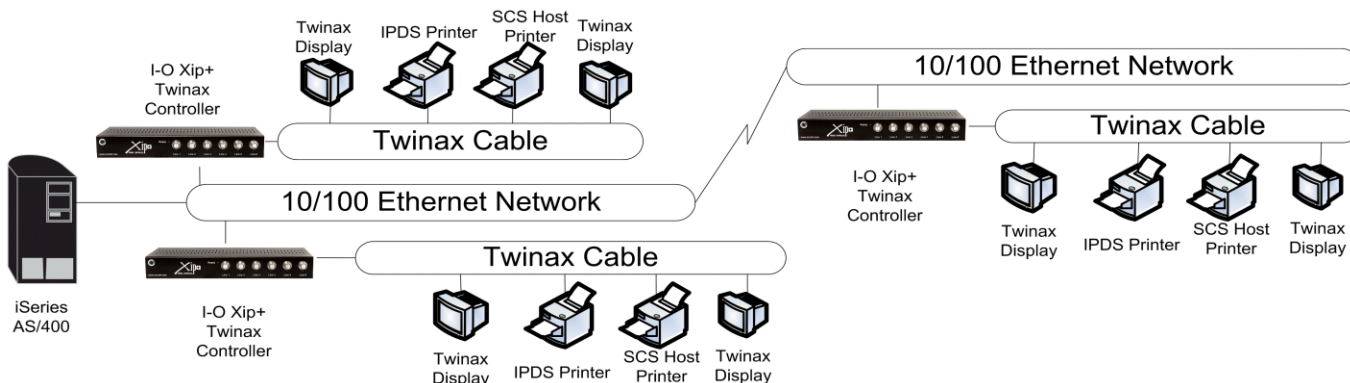 Twinax
Display
IPDS Printer
SCS Host
Printer
Twinax
Display
I-O Xip+
Twinax
Controller
Twinax Cable
10/100 Ethernet Network
iSeries
AS/400
I-O Xip+
Twinax
Controller
Twinax Cable
Twinax
Display
IPDS Printer
SCS Host
Printer
Twinax
Display
10/100 Ethernet Network
Twinax Cable
I-O Xip+
Twinax
Controller
Twinax
Display
IPDS Printer
SCS Host
Printer
Twinax
Display